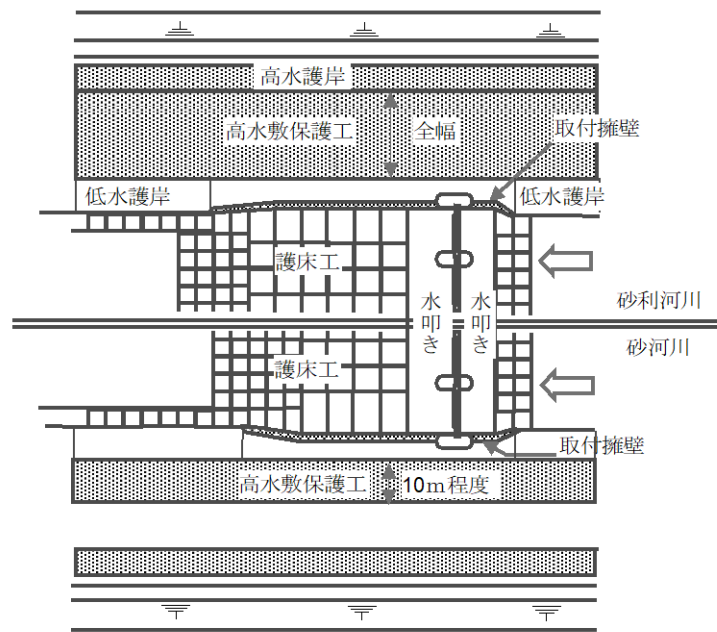 高水護岸
高水敷保護工
全幅
取付擁壁
低水護岸
低水護岸
護床工
水叩き
水叩き
砂利河川
砂河川
護床工
取付擁壁
高水敷保護工
10ｍ程度